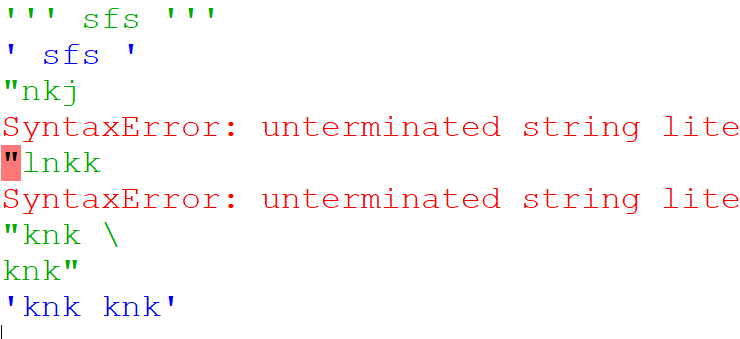 ''' sfs '''
' sfs '
"nkj
SyntaxError: unterminated string lite
"lnkk
SyntaxError: unterminated string lite
"knk \
knk"
'knk knk'